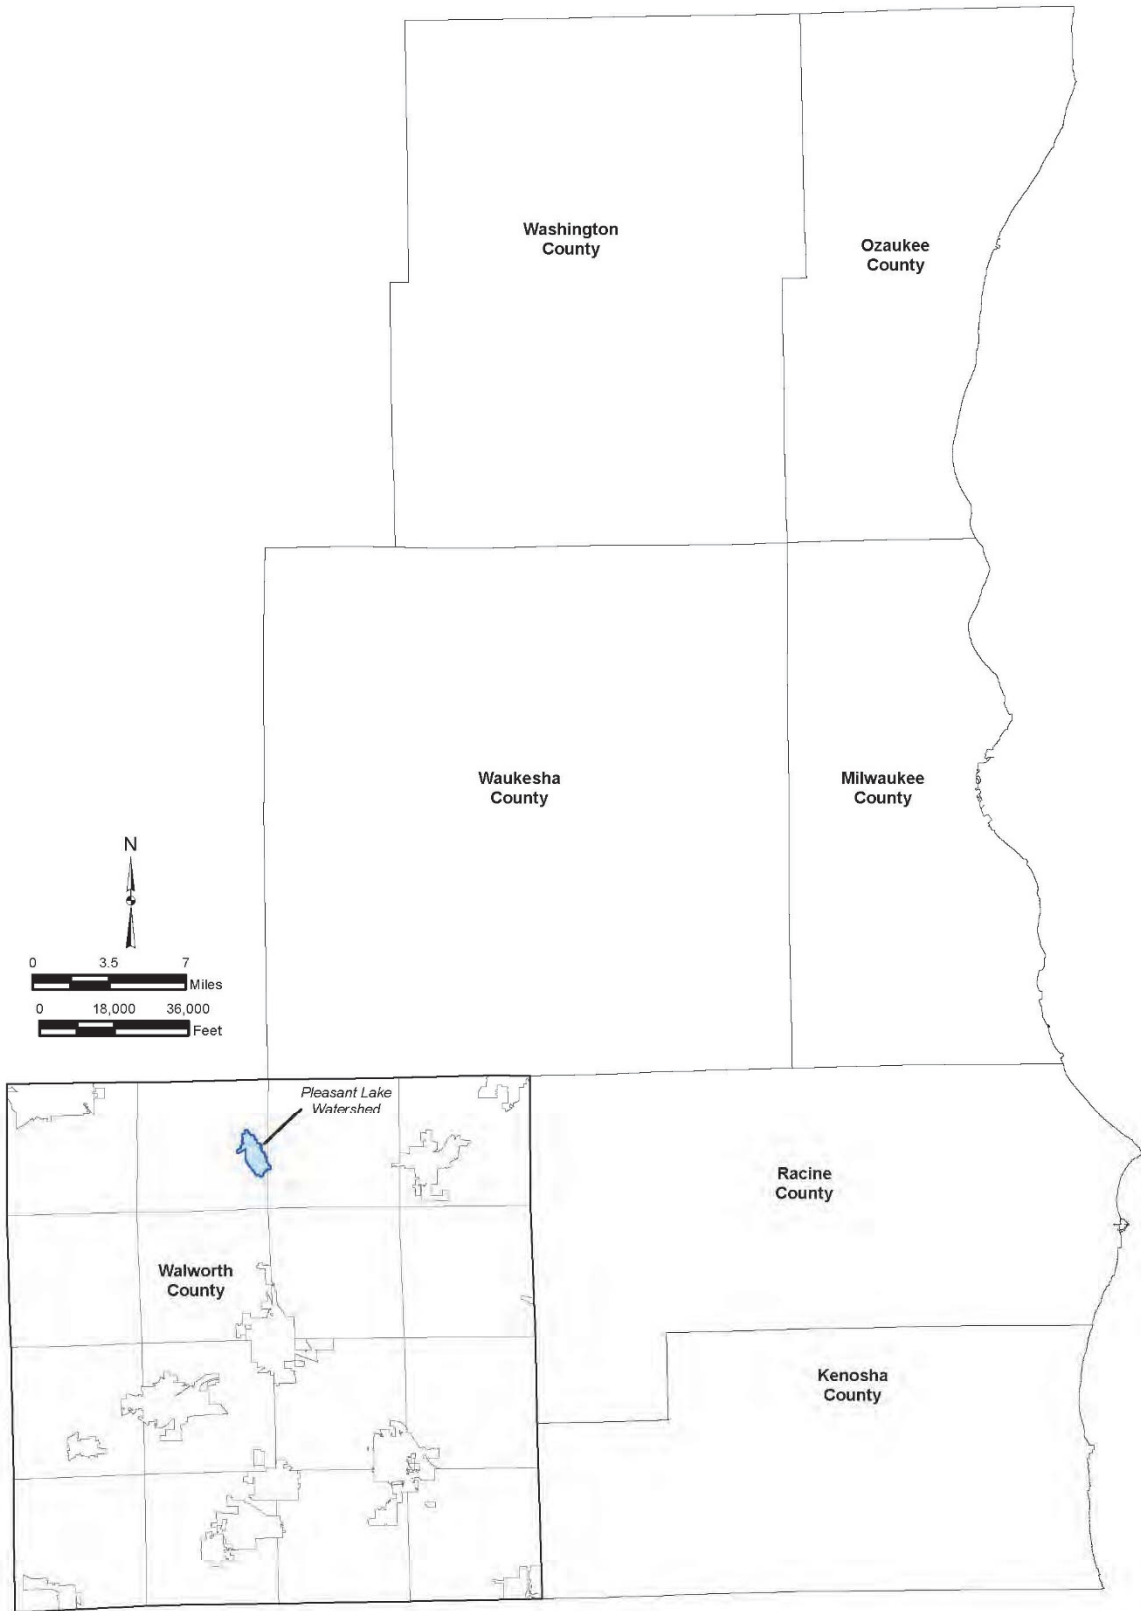 Washington
County
Ozaukee
County
Waukesha
County
Milwaukee
County
N
0 3.5 7
Miles
0 18,000 36,000
Feet
Pleasant Lake
Watershed
Racine
County
Walworth
County
Kenosha
County